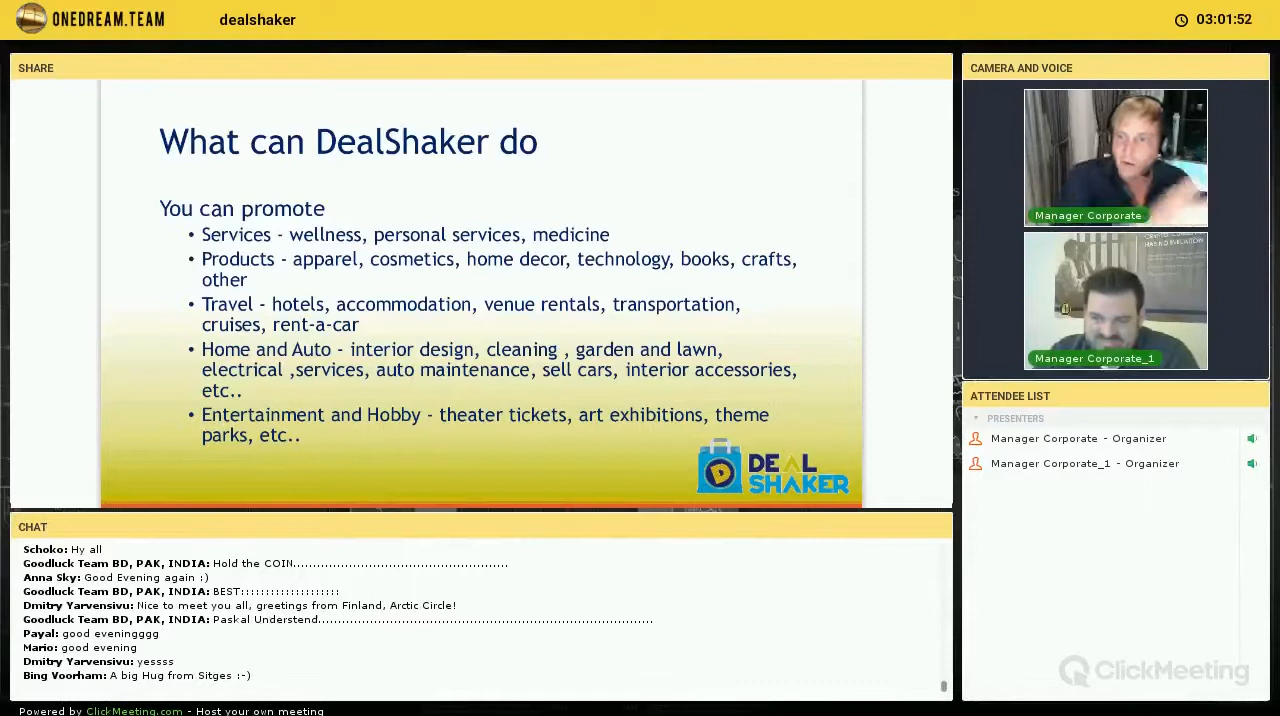 ONEDREAM.TEAM
dealshaker
03:01:52
SHARE
What can DealShaker do
You can promote
• Services - wellness, personal services, medicine
• Products - apparel, cosmetics, home decor, technology, books, crafts,
other
• Travel - hotels, accommodation, venue rentals, transportation,
cruises, rent-a-car
• Home and Auto - interior design, cleaning , garden and lawn,
electrical ,services, auto maintenance, sell cars, interior accessories,
etc..
• Entertainment and Hobby - theater tickets, art exhibitions, theme
parks, etc..
DEAL
SHAKER
CAMERA AND VOICE
Manager Corporate
Manager Corporate_1
ATTENDEE LIST
PRESENTERS
Manager Corporate - Organizer
Manager Corporate_1 - Organizer
ClickMeeting
CHAT
Schoko: Hy all
Goodluck Team BD, PAK, INDIA: Hold the COIN......................................................
Anna Sky: Good Evening again :)
Goodluck Team BD, PAK, INDIA: BEST::::::::::::::::::::
Dmitry Yarvensivu: Nice to meet you all, greetings from Finland, Arctic Circle!
Goodluck Team BD, PAK, INDIA: Paskal Understend....................................................................................
Payal: good eveningggg
Mario: good evening
Dmitry Yarvensivu: yessss
Bing Voorham: A big Hug from Sitges :-)
Powered by ClickMeeting.com - Host your own meeting